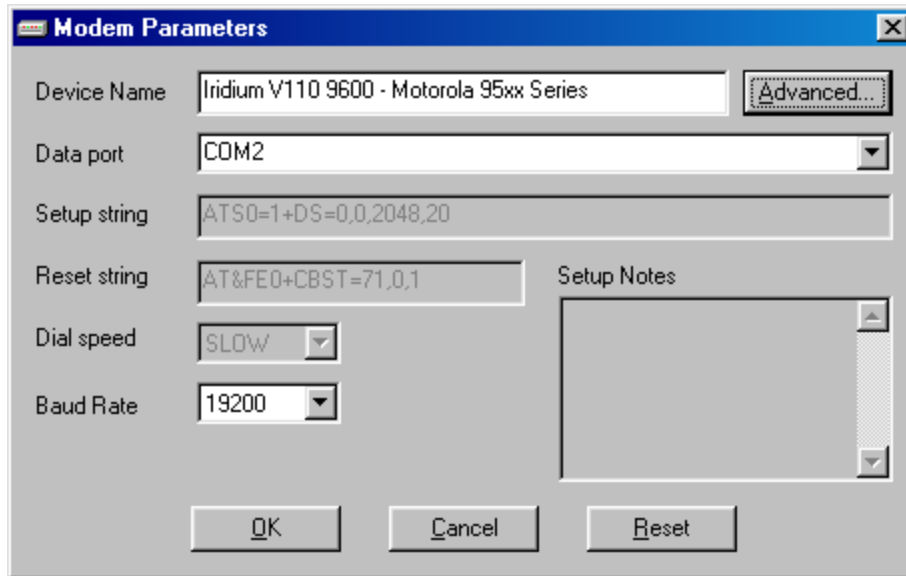 Modem Parameters
Device Name Iridium V110 9600 - Motorola 95xx Series Advanced...
Data port COM2
Setup string ATS0=1+DS=0,0,2048,20
Reset string AT&FE0+CBST=71,0,1 Setup Notes
Dial speed SLOW
Baud Rate 19200
OK Cancel Reset